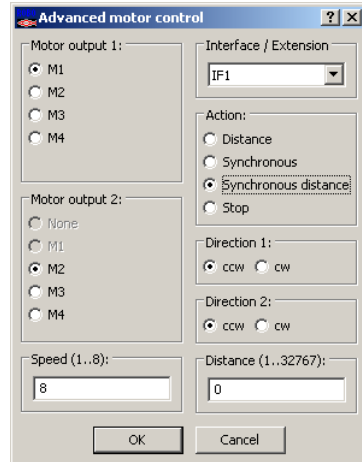 Advanced motor control
Motor output 1:
M1
M2
M3
M4
Interface / Extension
IF1
Action:
Distance
Synchronous
Synchronous distance
Stop
Motor output 2:
None
M1
M2
M3
M4
Direction 1:
ccw cw
Direction 2:
ccw cw
Speed (1..8):
8
Distance (1..32767):
0
OK Cancel